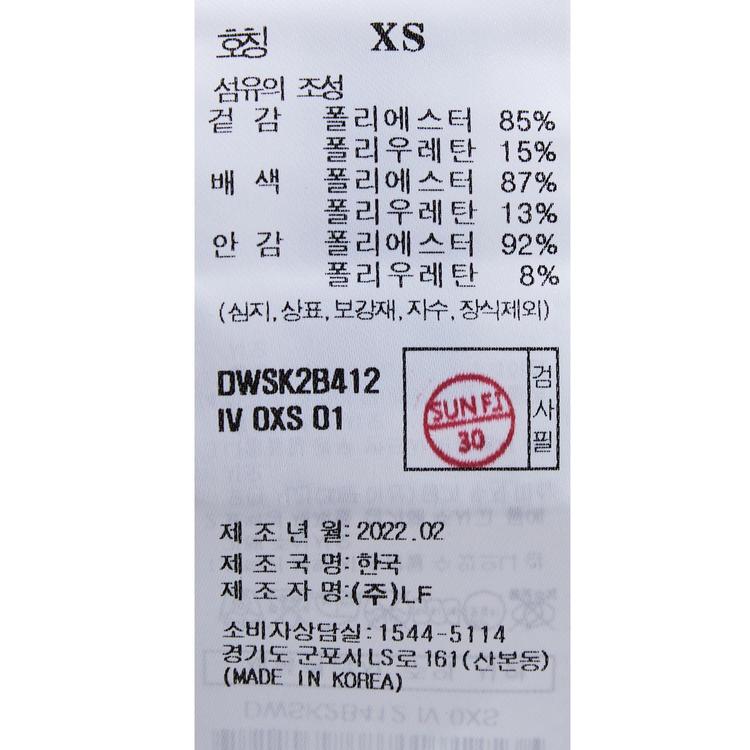 호칭 XS
섬유의 조성
겉 감 폴리에스터 85%
폴리우레탄 15%
배 색 폴리에스터 87%
폴리우레탄 13%
안 감 폴리에스터 92%
폴리우레탄 8%
(심지,상표,보강재,자수,장식제외)
DWSK2B412
IV 0XS 01
SUN FJ
30
검사필
제 조 년 월: 2022.02
제 조 국 명: 한국
제 조 자 명:(주)LF
소비자상담실: 1544-5114
경기도 군포시 LS로 161(산본동)
(MADE IN KOREA)
DWSK2B412 IV 0XS